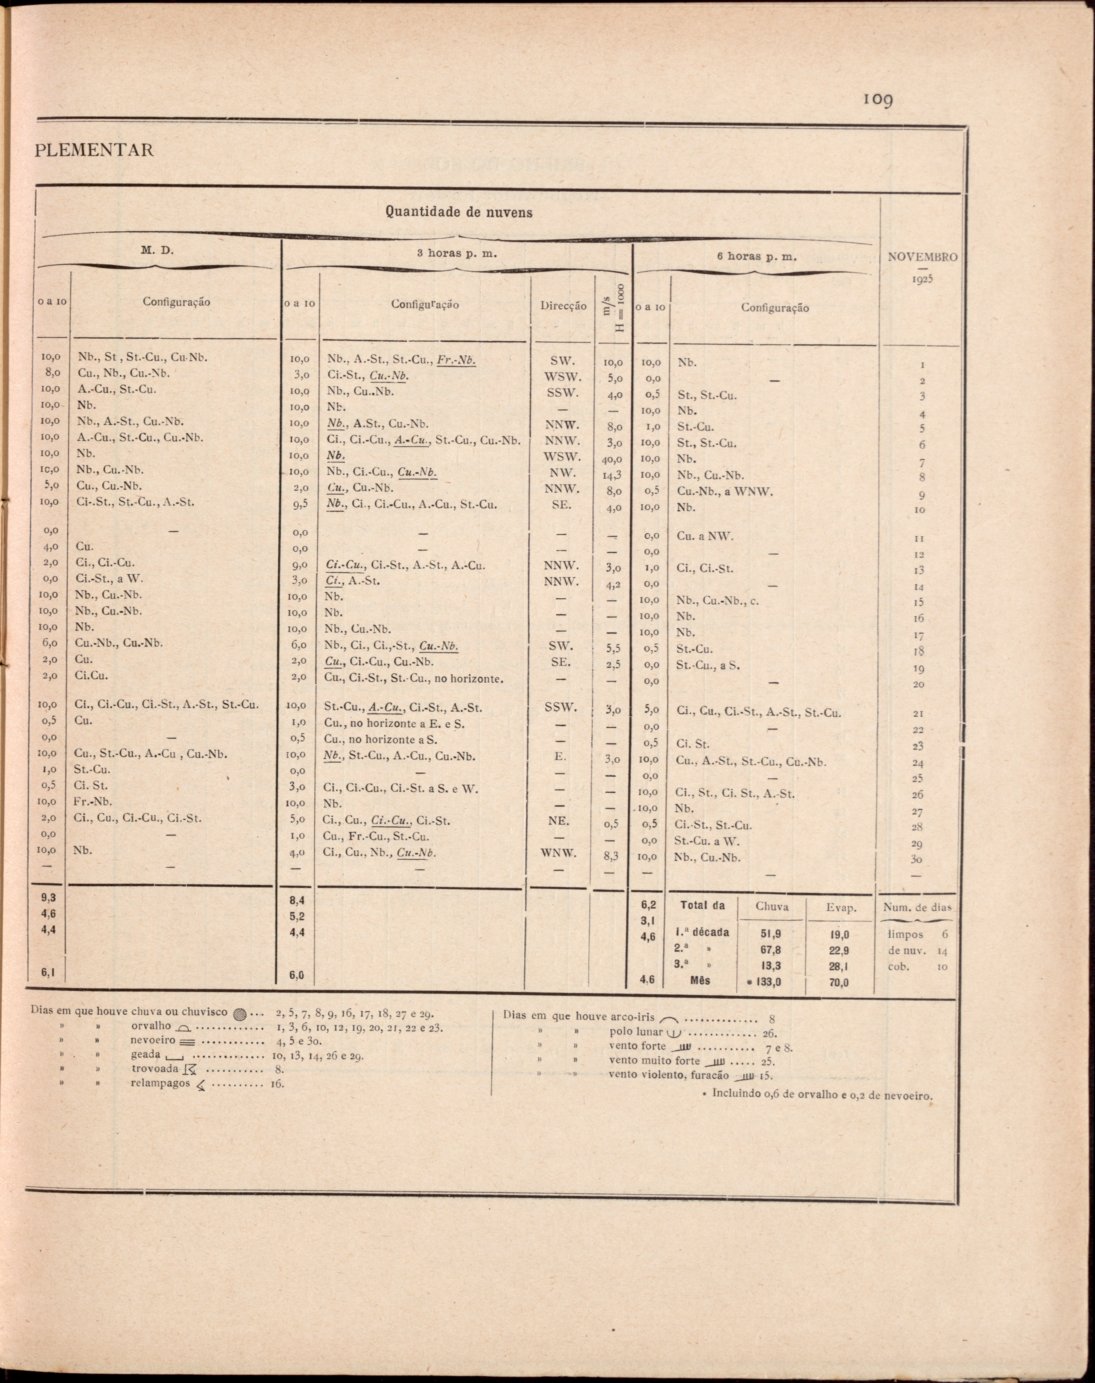 109
PLEMENTAR
Quantidade de nuvens
M. D. 3 horas p. m. 6 horas p. m. NOVEMBRO — 1925
0 a 10 Configuração 0 a 10 Configuração Direcção m/s H = 1000 0 a 10 Configuração
10,0 Nb., St , St.-Cu., Cu-Nb. 10,0 Nb., A.-St., St.-Cu., Fr.-Nb. SW. 10,0 10,0 Nb. 1
8,0 Cu., Nb., Cu.-Nb. 3,0 Ci.-St., Cu.-Nb. WSW. 5,0 0,0 — 2
10,0 A.-Cu., St.-Cu. 10,0 Nb., Cu.-Nb. SSW. 4,0 0,5 St., St.-Cu. 3
10,0 Nb. 10,0 Nb. — — 10,0 Nb. 4
10,0 Nb., A.-St., Cu.-Nb. 10,0 Nb., A.St., Cu.-Nb. NNW. 8,0 1,0 St.-Cu. 5
10,0 A.-Cu., St.-Cu., Cu.-Nb. 10,0 Ci., Ci.-Cu., A.-Cu., St.-Cu., Cu.-Nb. NNW. 3,0 10,0 St., St.-Cu. 6
10,0 Nb. 10,0 Nb. WSW. 40,0 10,0 Nb. 7
10,0 Nb., Cu.-Nb. 10,0 Nb., Ci.-Cu., Cu.-Nb. NW. 14,3 10,0 Nb., Cu.-Nb. 8
5,0 Cu., Cu.-Nb. 2,0 Cu., Cu.-Nb. NNW. 8,0 0,5 Cu.-Nb., a WNW. 9
10,0 Ci-.St., St.-Cu., A.-St. 9,5 Nb., Ci., Ci.-Cu., A.-Cu., St.-Cu. SE. 4,0 10,0 Nb. 10
0,0 — 0,0 — — — 0,0 Cu. a NW. 11
4,0 Cu. 0,0 — — — 0,0 — 12
2,0 Ci., Ci.-Cu. 9,0 Ci.-Cu., Ci.-St., A.-St., A.-Cu. NNW. 3,0 1,0 Ci., Ci.-St. 13
0,0 Ci.-St., a W. 3,0 Ci., A.-St. NNW. 4,2 0,0 — 14
10,0 Nb., Cu.-Nb. 10,0 Nb. — — 10,0 Nb., Cu.-Nb., c. 15
10,0 Nb., Cu.-Nb. 10,0 Nb. — — 10,0 Nb. 16
10,0 Nb. 10,0 Nb., Cu.-Nb. — — 10,0 Nb. 17
6,0 Cu.-Nb., Cu.-Nb. 6,0 Nb., Ci., Ci.,-St., Cu.-Nb. SW. 5,5 0,5 St.-Cu. 18
2,0 Cu. 2,0 Cu., Ci.-Cu., Cu.-Nb. SE. 2,5 0,0 St.-Cu., a S. 19
2,0 Ci.Cu. 2,0 Cu., Ci.-St., St.-Cu., no horizonte. — — 0,0 — 20
10,0 Ci., Ci.-Cu., Ci.-St., A.-St., St.-Cu. 10,0 St.-Cu., A.-Cu., Ci.-St., A.-St. SSW. 3,0 5,0 Ci., Cu., Ci.-St., A.-St., St.-Cu. 21
0,5 Cu. 1,0 Cu., no horizonte a E. e S. — — 0,0 — 22
0,0 — 0,5 Cu., no horizonte a S. — — 0,5 Ci. St. 23
10,0 Cu., St.-Cu., A.-Cu , Cu.-Nb. 10,0 Nb., St.-Cu., A.-Cu., Cu.-Nb. E. 3,0 10,0 Cu., A.-St., St.-Cu., Cu.-Nb. 24
1,0 St.-Cu. 0,0 — — — 0,0 — 25
0,5 Ci. St. 3,0 Ci., Ci.-Cu., Ci.-St. a S. e W. — — 10,0 Ci., St., Ci. St., A.-St. 26
10,0 Fr.-Nb. 10,0 Nb. — — 10,0 Nb. 27
2,0 Ci., Cu., Ci.-Cu., Ci.-St. 5,0 Ci., Cu., Ci.-Cu., Ci.-St. NE. 0,5 0,5 Ci.-St., St.-Cu. 28
0,0 — 1,0 Cu., Fr.-Cu., St.-Cu. — — 0,0 St.-Cu. a W. 29
10,0 Nb. 4,0 Ci., Cu., Nb., Cu.-Nb. WNW. 8,3 10,0 Nb., Cu.-Nb. 30
— — — — — — — — —
9,3 8,4 6,2 Total da Chuva Evap. Num. de dias
4,6 5,2 3,1
4,4 4,4 4,6 1.ª década 51,9 19,0 limpos 6
2.ª » 67,8 22,9 de nuv. 14
3.ª » 13,3 28,1 cob. 10
6,1 6,0 4,6 Mês * 133,0 70,0
Dias em que houve chuva ou chuvisco ... 2, 5, 7, 8, 9, 16, 17, 18, 27 e 29.
» » orvalho ............. 1, 3, 6, 10, 12, 19, 20, 21, 22 e 23.
» » nevoeiro ............ 4, 5 e 30.
» » geada .............. 10, 13, 14, 26 e 29.
» » trovoada ........... 8.
» » relampagos .......... 16.
Dias em que houve arco-iris .............. 8
» » polo lunar ............. 26.
» » vento forte ........... 7 e 8.
» » vento muito forte ..... 25.
» » vento violento, furacão 15.
* Incluindo 0,6 de orvalho e 0,2 de nevoeiro.